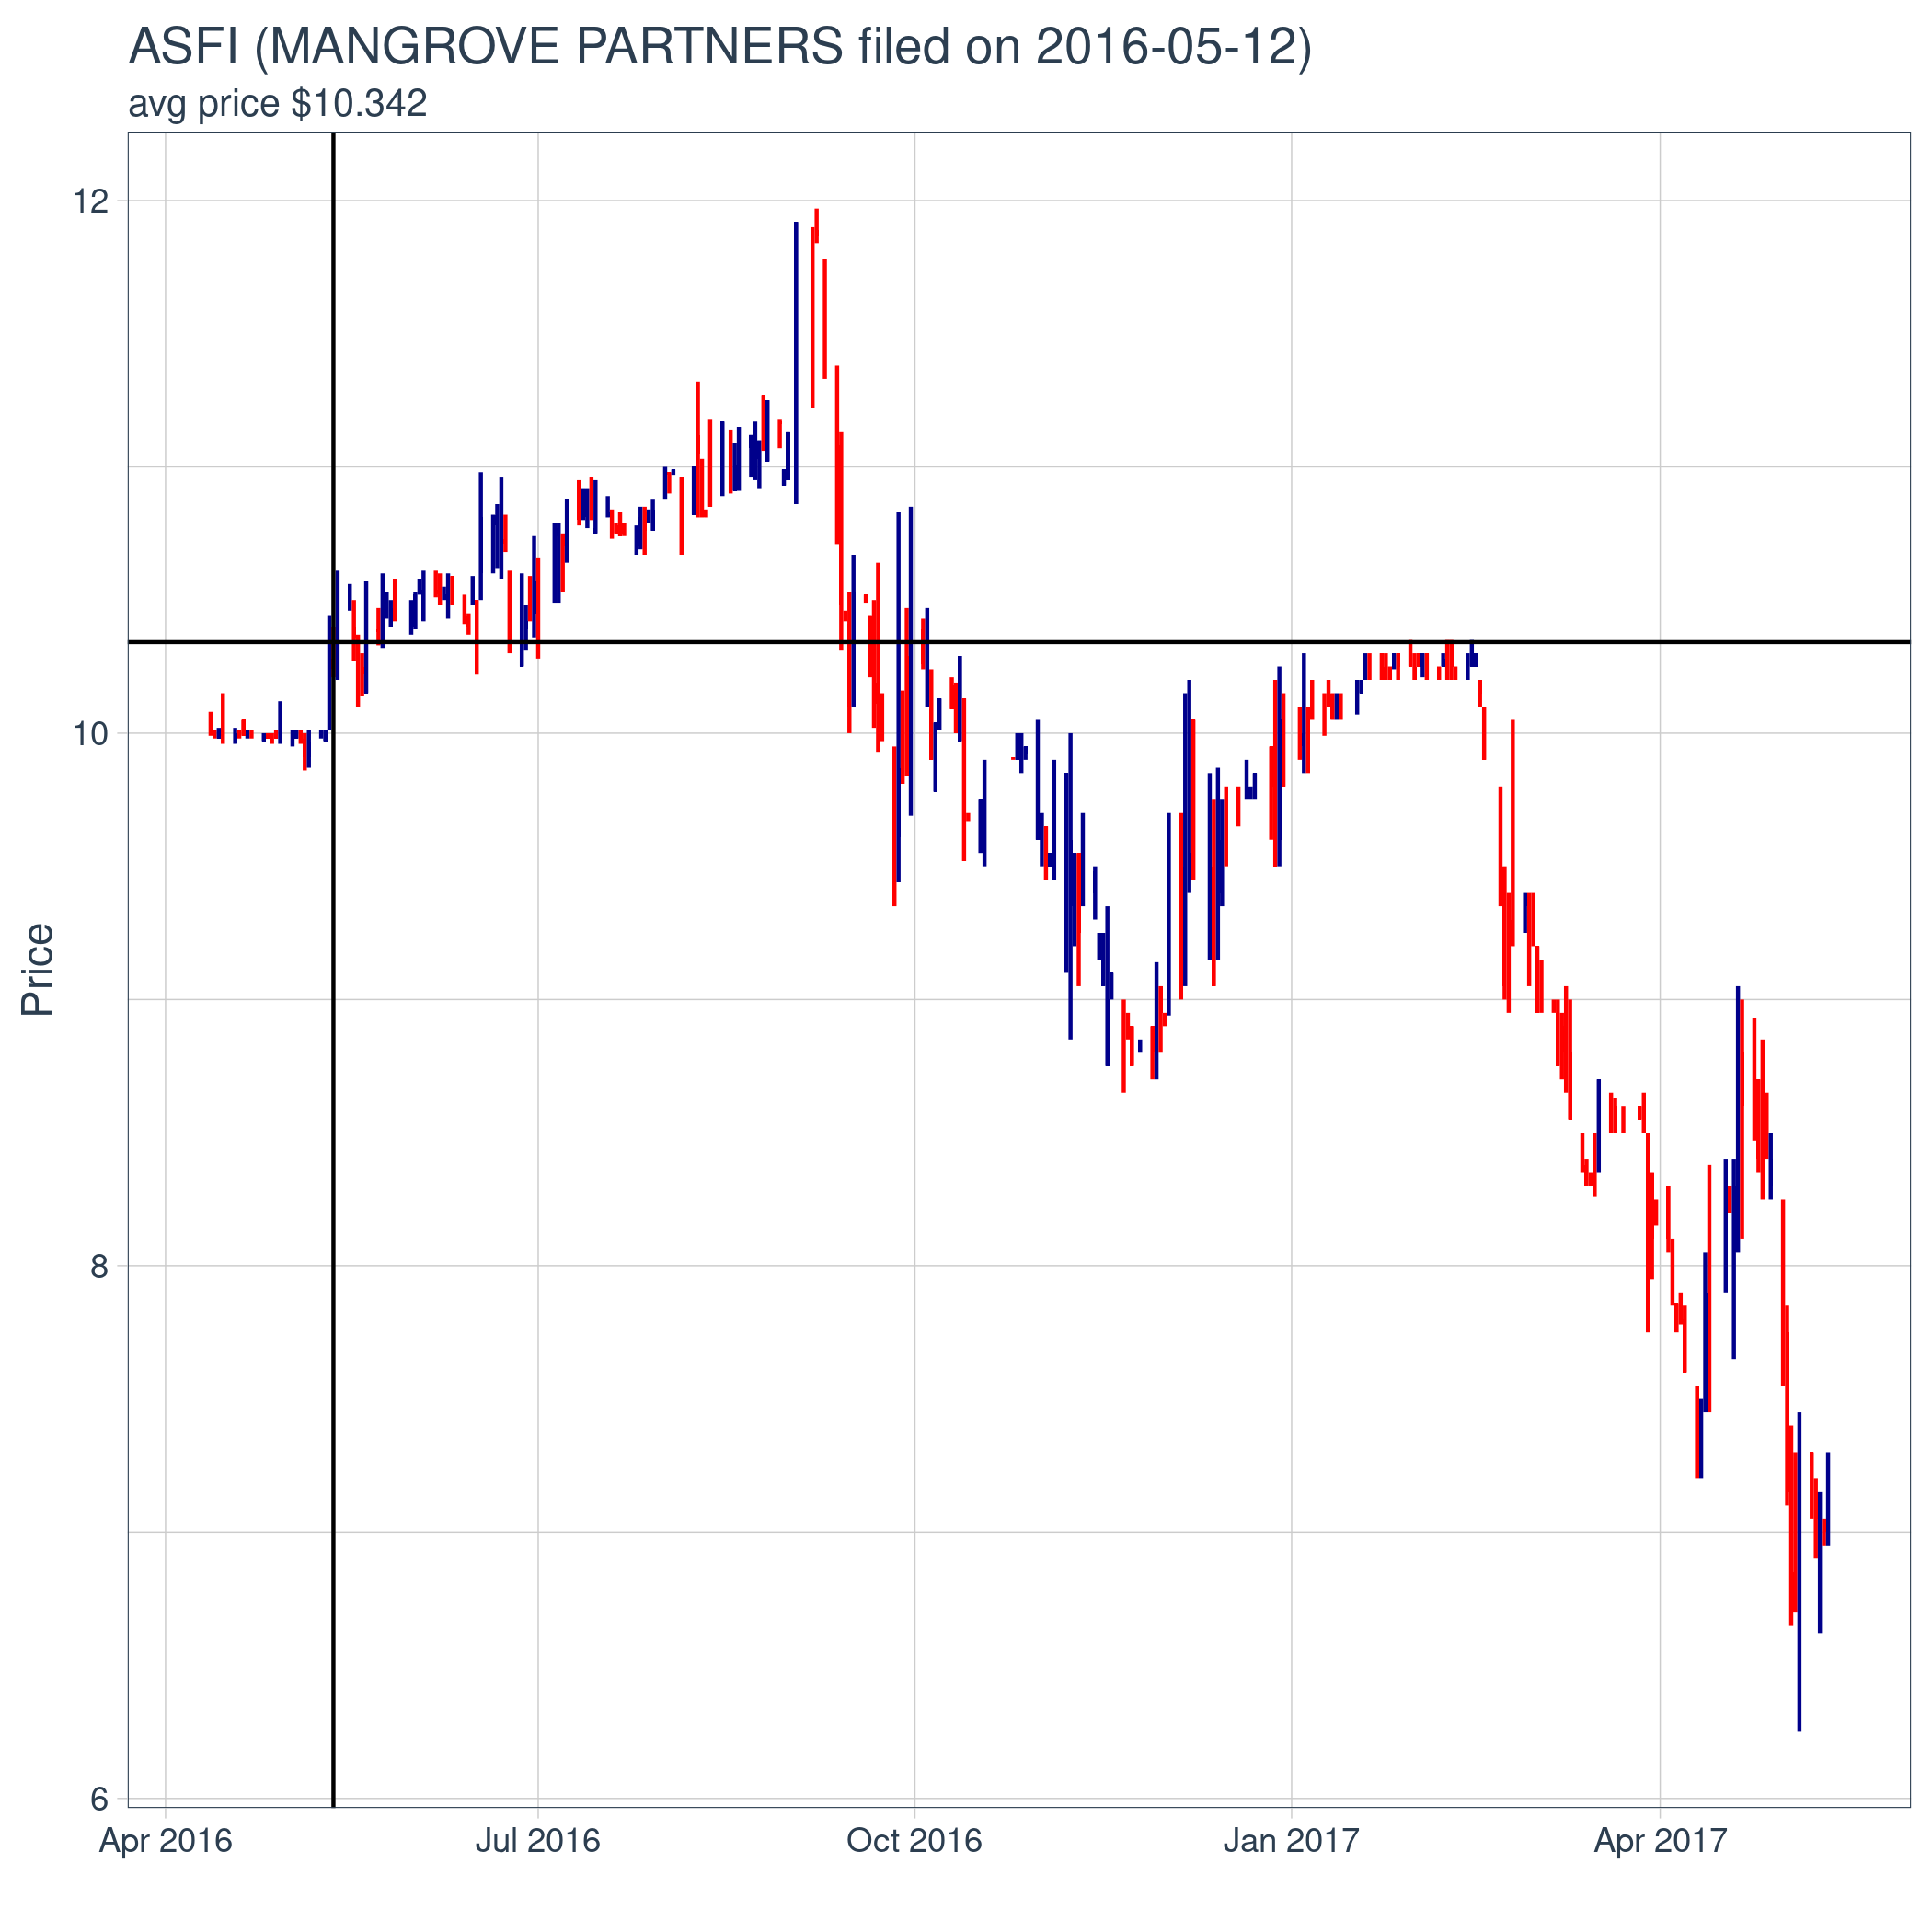 ASFI (MANGROVE PARTNERS filed on 2016-05-12)
avg price $10.342
12
10
8
6
Price
Apr 2016
Jul 2016
Oct 2016
Jan 2017
Apr 2017